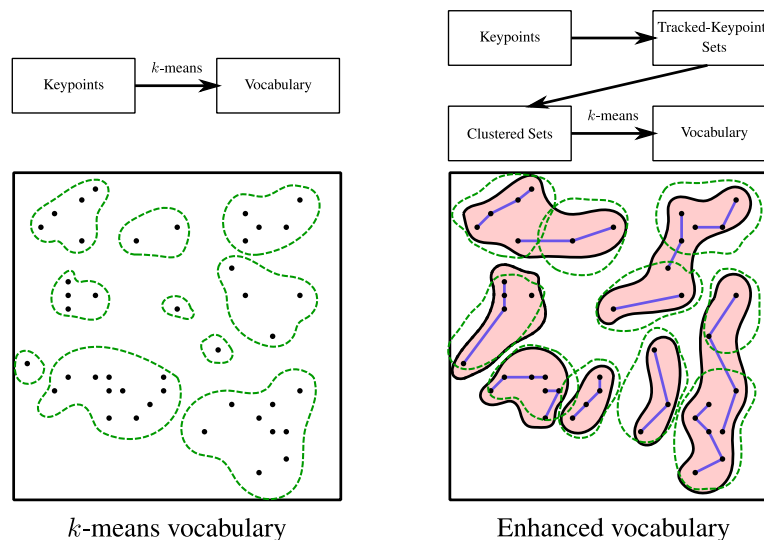 Keypoints
k-means
Vocabulary
Keypoints
Tracked-Keypoint
Sets
Clustered Sets
k-means
Vocabulary
k-means vocabulary
Enhanced vocabulary